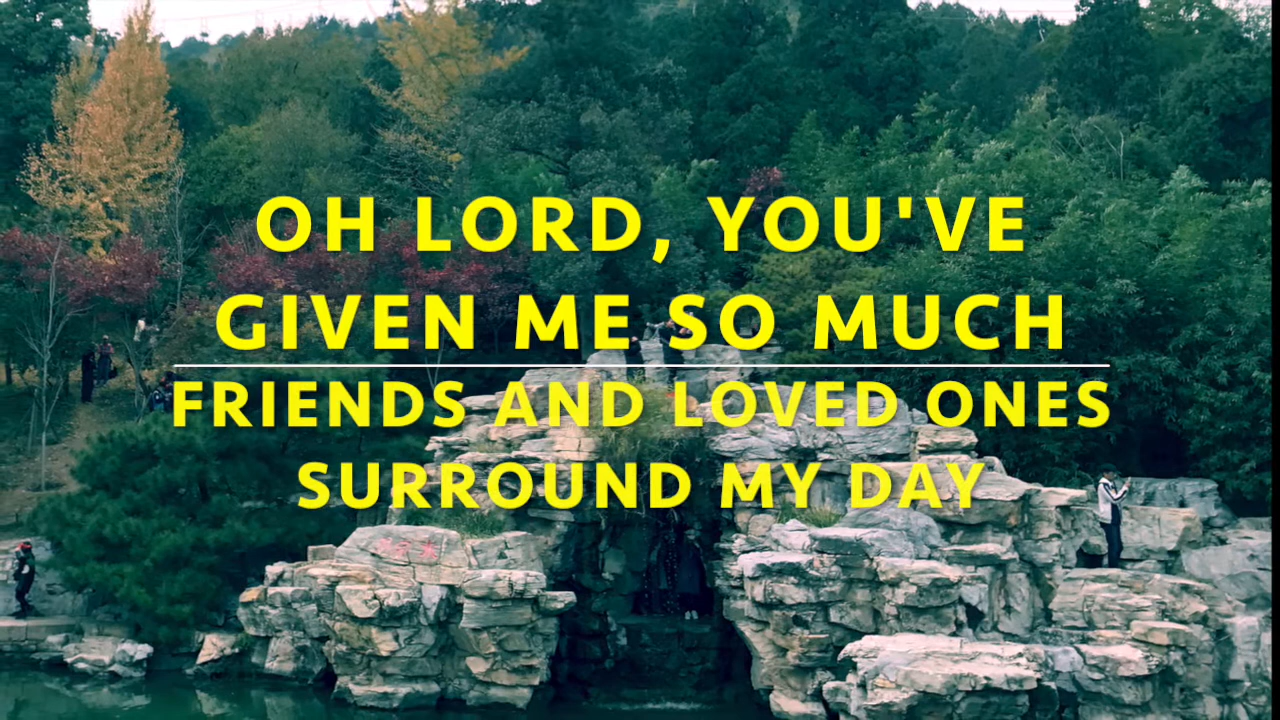 OH LORD, YOU'VE
GIVEN ME SO MUCH
FRIENDS AND LOVED ONES
SURROUND MY DAY